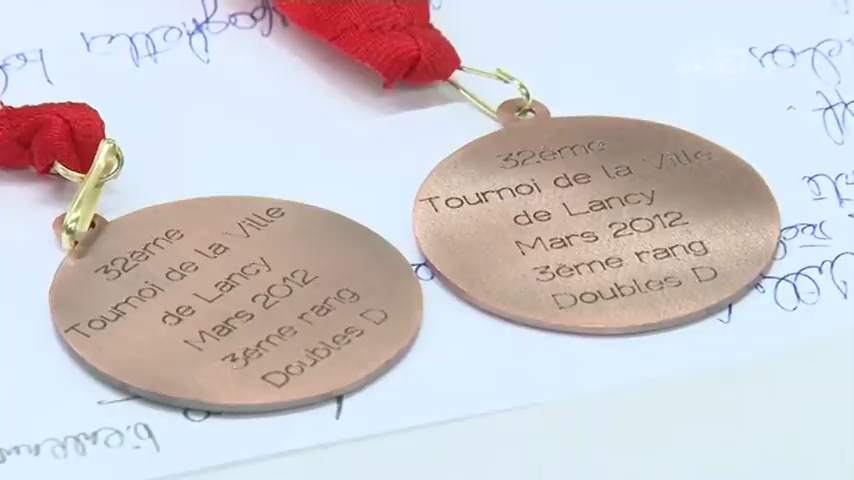 32ème
Tournoi de la Ville
de Lancy
Mars 2012
3ème rang
Doubles D
32ème
Tournoi de la Ville
de Lancy
Mars 2012
3ème rang
Doubles D